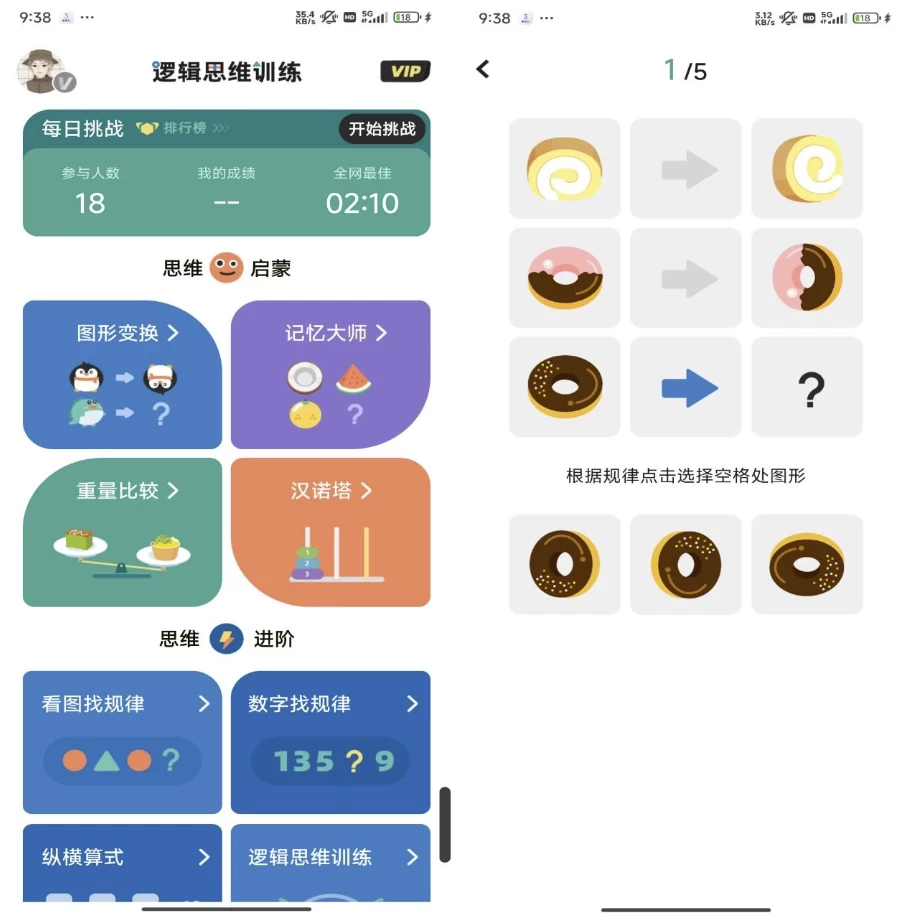 9:38
35.4 KB/s
HD
5G
18
逻辑思维训练
VIP
每日挑战
排行榜
开始挑战
参与人数
我的成绩
全网最佳
18
--
02:10
思维
启蒙
图形变换
记忆大师
?
?
重量比较
汉诺塔
1
2
3
思维
进阶
看图找规律
数字找规律
?
135?9
纵横算式
逻辑思维训练
9:38
3.12 KB/s
HD
5G
18
1/5
?
根据规律点击选择空格处图形